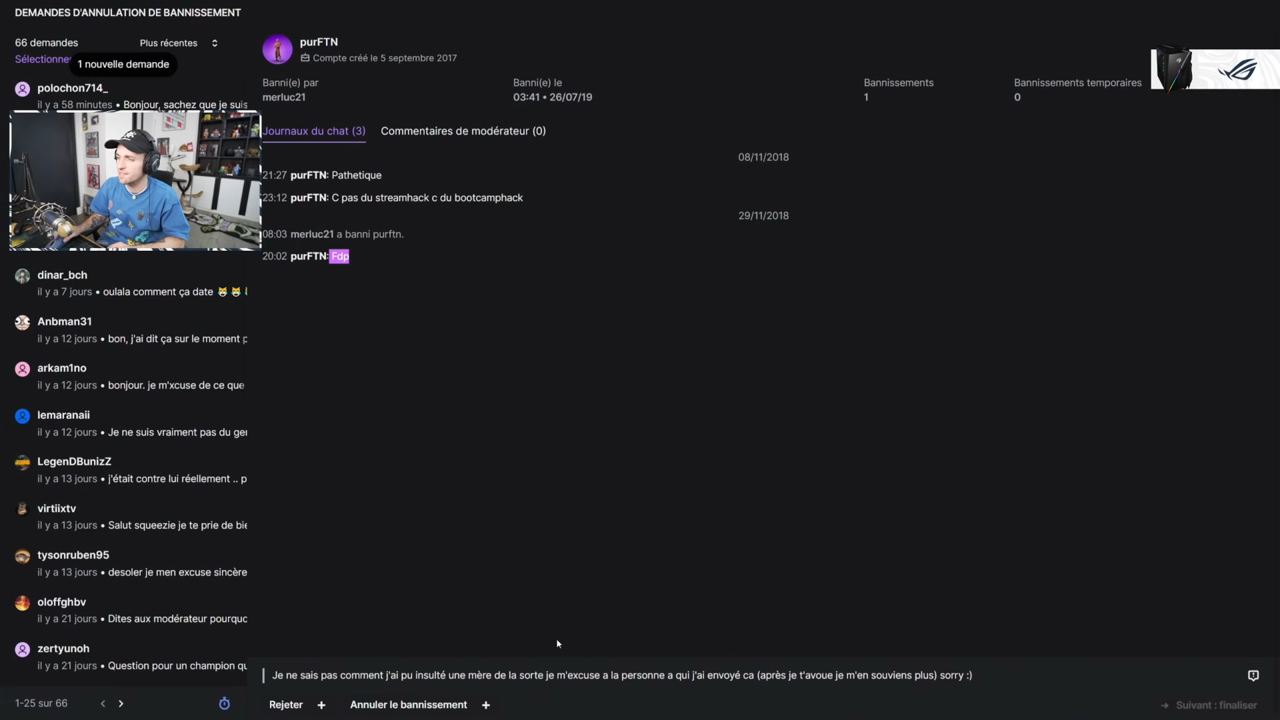 DEMANDES D'ANNULATION DE BANNISSEMENT
66 demandes
Plus récentes
Sélectionne
1 nouvelle demande
polochon714_
il y a 58 minutes • Bonjour, sachez que je suis
dinar_bch
il y a 7 jours • oulala comment ça date 😹 😹
Anbman31
il y a 12 jours • bon, j'ai dit ça sur le moment p
arkam1no
il y a 12 jours • bonjour. je m'xcuse de ce que
lemaranaii
il y a 12 jours • Je ne suis vraiment pas du ger
LegenDBunizZ
il y a 13 jours • j'était contre lui réellement .. p
virtiixtv
il y a 13 jours • Salut squeezie je te prie de bie
tysonruben95
il y a 13 jours • desoler je men excuse sincère
oloffghbv
il y a 21 jours • Dites aux modérateur pourquo
zertyunoh
il y a 21 jours • Question pour un champion qu
1-25 sur 66
purFTN
Compte créé le 5 septembre 2017
Banni(e) par
merluc21
Banni(e) le
03:41 • 26/07/19
Bannissements
1
Bannissements temporaires
0
Journaux du chat (3)
Commentaires de modérateur (0)
08/11/2018
21:27 purFTN: Pathetique
23:12 purFTN: C pas du streamhack c du bootcamphack
29/11/2018
08:03 merluc21 a banni purftn.
20:02 purFTN: Fdp
Je ne sais pas comment j'ai pu insulté une mère de la sorte je m'excuse a la personne a qui j'ai envoyé ca (après je t'avoue je m'en souviens plus) sorry :)
Rejeter +
Annuler le bannissement +
→ Suivant : finaliser